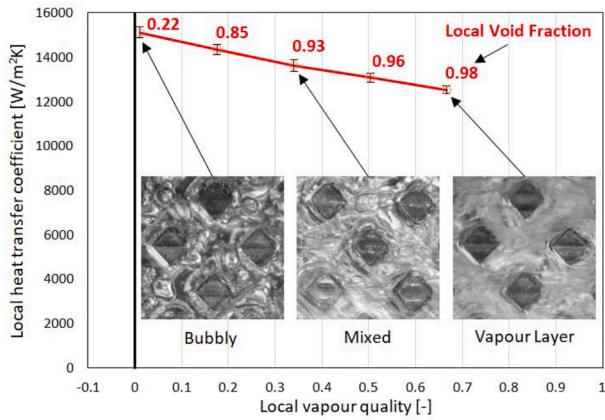 Local heat transfer coefficient [W/m²K]
16000
14000
12000
10000
8000
6000
4000
2000
0
0.22
0.85
0.93
0.96
0.98
Local Void Fraction
Bubbly
Mixed
Vapour Layer
-0.1 0 0.1 0.2 0.3 0.4 0.5 0.6 0.7 0.8 0.9 1
Local vapour quality [-]